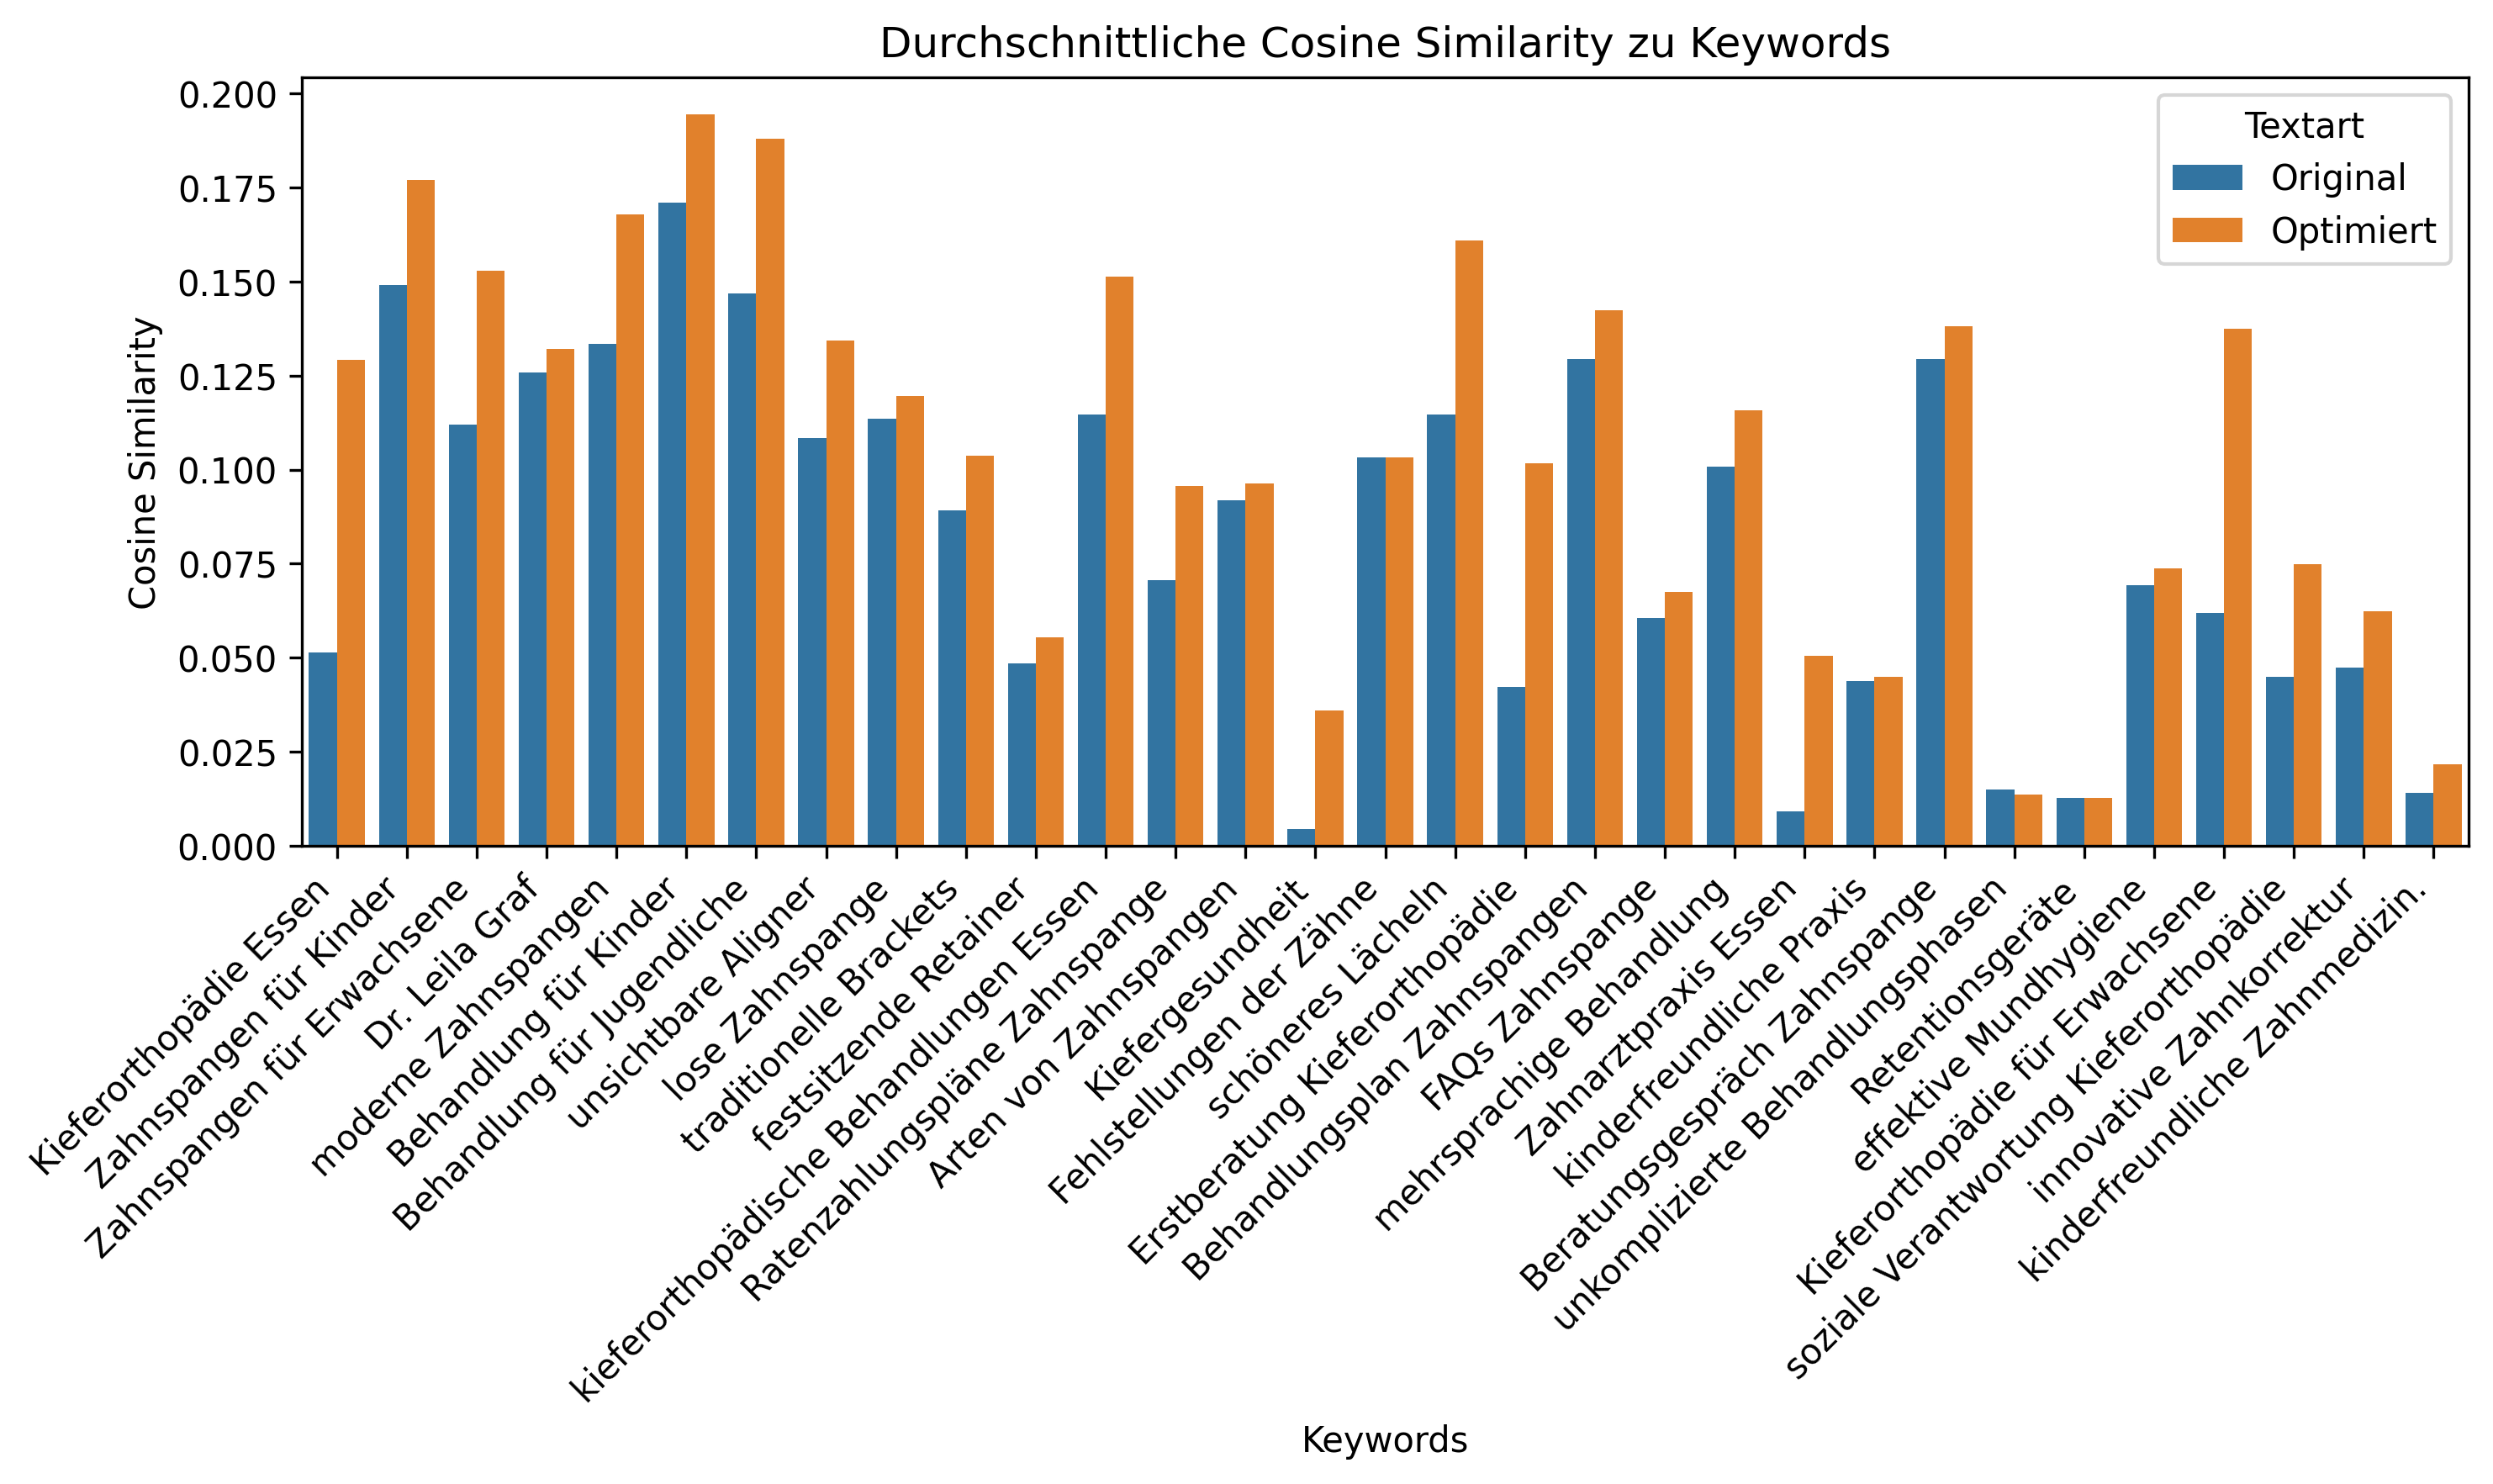 Durchschnittliche Cosine Similarity zu Keywords
Cosine Similarity
0.200
0.175
0.150
0.125
0.100
0.075
0.050
0.025
0.000
Textart
Original
Optimiert
Kieferorthopädie Essen
Zahnspangen für Kinder
Zahnspangen für Erwachsene
Dr. Leila Graf
moderne Zahnspangen
Behandlung für Kinder
Behandlung für Jugendliche
unsichtbare Aligner
lose Zahnspange
traditionelle Brackets
festsitzende Retainer
kieferorthopädische Behandlungen Essen
Ratenzahlungspläne Zahnspange
Arten von Zahnspangen
Kiefergesundheit
Fehlstellungen der Zähne
schöneres Lächeln
Erstberatung Kieferorthopädie
Behandlungsplan Zahnspangen
FAQs Zahnspange
mehrsprachige Behandlung
Zahnarztpraxis Essen
kinderfreundliche Praxis
Beratungsgespräch Zahnspange
unkomplizierte Behandlungsphasen
Retentionsgeräte
effektive Mundhygiene
Kieferorthopädie für Erwachsene
soziale Verantwortung Kieferorthopädie
innovative Zahnkorrektur
kinderfreundliche Zahnmedizin.
Keywords